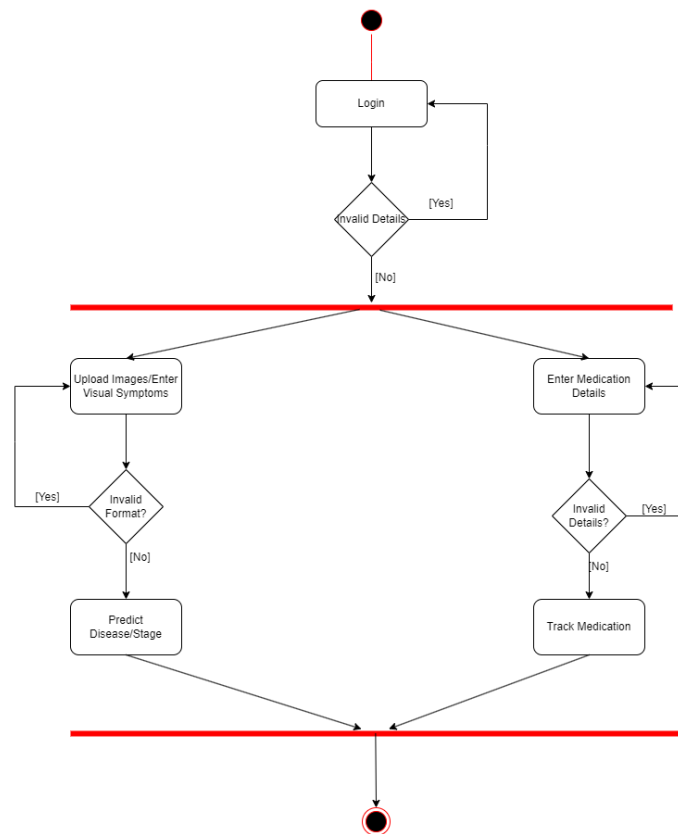 Login
Invalid Details
[Yes]
[No]
Upload Images/Enter
Visual Symptoms
Enter Medication
Details
Invalid
Format?
[Yes]
[No]
Invalid
Details?
[Yes]
[No]
Predict
Disease/Stage
Track Medication